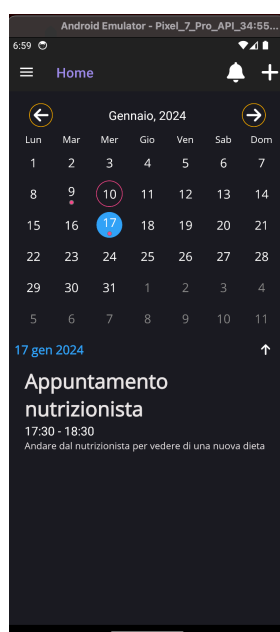 Android Emulator - Pixel_7_Pro_API_34:55...
6:59
Home
Gennaio, 2024
Lun Mar Mer Gio Ven Sab Dom
1 2 3 4 5 6 7
8 9 10 11 12 13 14
15 16 17 18 19 20 21
22 23 24 25 26 27 28
29 30 31 1 2 3 4
5 6 7 8 9 10 11
17 gen 2024
Appuntamento
nutrizionista
17:30 - 18:30
Andare dal nutrizionista per vedere di una nuova dieta